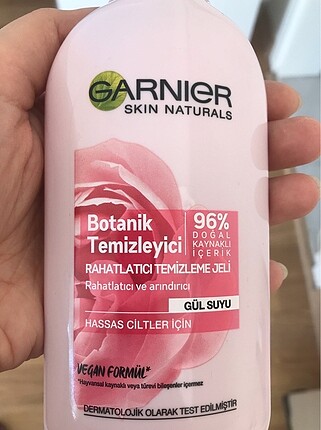 GARNIER
SKIN NATURALS
Botanik
Temizleyici
96%
DOĞAL
KAYNAKLI
İÇERİK
RAHATLATICI TEMİZLEME JELİ
Rahatlatıcı ve arındırıcı
GÜL SUYU
HASSAS CİLTLER İÇİN
VEGAN FORMÜL*
*Hayvansal kaynaklı veya türevi bileşenler içermez
DERMATOLOJİK OLARAK TEST EDİLMİŞTİR